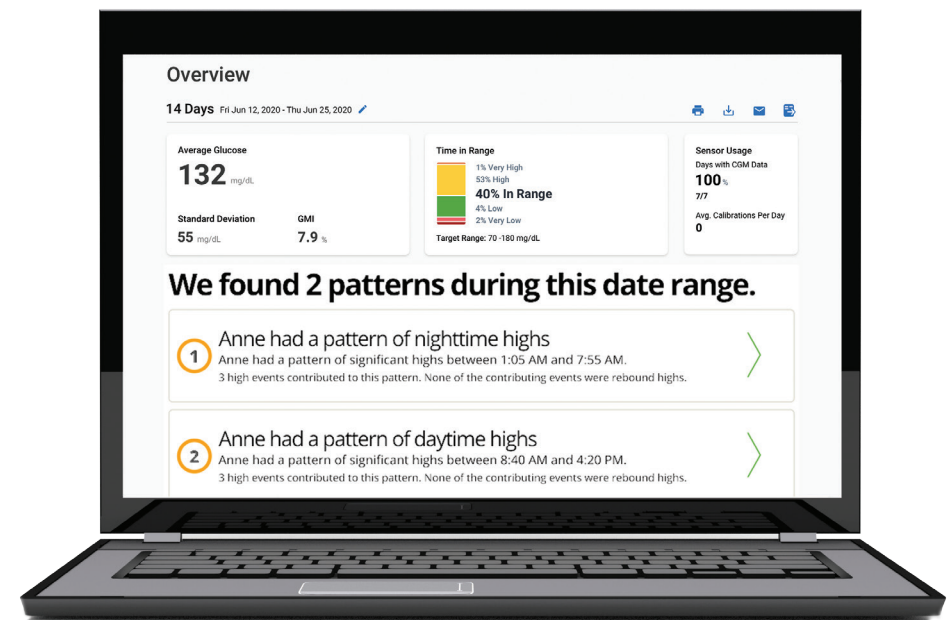 Overview
14 Days Fri Jun 12, 2020 - Thu Jun 25, 2020
Average Glucose
132 mg/dL
Standard Deviation GMI
55 mg/dL 7.9 %
Time in Range
1% Very High
53% High
40% In Range
4% Low
2% Very Low
Target Range: 70 -180 mg/dL
Sensor Usage
Days with CGM Data
100 %
7/7
Avg. Calibrations Per Day
0
We found 2 patterns during this date range.
1 Anne had a pattern of nighttime highs
Anne had a pattern of significant highs between 1:05 AM and 7:55 AM.
3 high events contributed to this pattern. None of the contributing events were rebound highs.
2 Anne had a pattern of daytime highs
Anne had a pattern of significant highs between 8:40 AM and 4:20 PM.
3 high events contributed to this pattern. None of the contributing events were rebound highs.